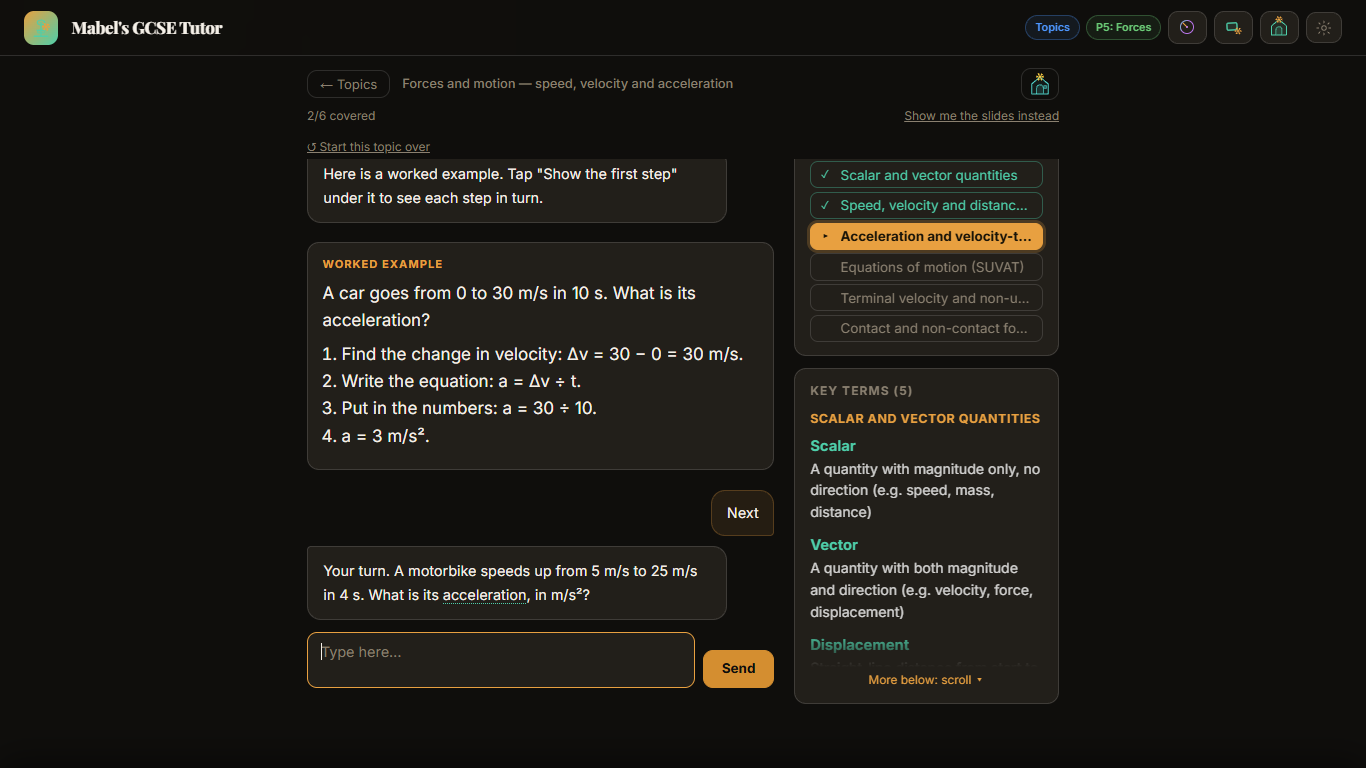 Mabel's GCSE Tutor
Topics
P5: Forces
← Topics
Forces and motion — speed, velocity and acceleration
2/6 covered
Show me the slides instead
↺ Start this topic over
Here is a worked example. Tap "Show the first step"
under it to see each step in turn.
WORKED EXAMPLE
A car goes from 0 to 30 m/s in 10 s. What is its
acceleration?
1. Find the change in velocity: Δv = 30 − 0 = 30 m/s.
2. Write the equation: a = Δv ÷ t.
3. Put in the numbers: a = 30 ÷ 10.
4. a = 3 m/s².
Next
Your turn. A motorbike speeds up from 5 m/s to 25 m/s
in 4 s. What is its acceleration, in m/s²?
Type here...
Send
✓ Scalar and vector quantities
✓ Speed, velocity and distanc...
▸ Acceleration and velocity-t...
Equations of motion (SUVAT)
Terminal velocity and non-u...
Contact and non-contact fo...
KEY TERMS (5)
SCALAR AND VECTOR QUANTITIES
Scalar
A quantity with magnitude only, no
direction (e.g. speed, mass,
distance)
Vector
A quantity with both magnitude
and direction (e.g. velocity, force,
displacement)
Displacement
More below: scroll ▾